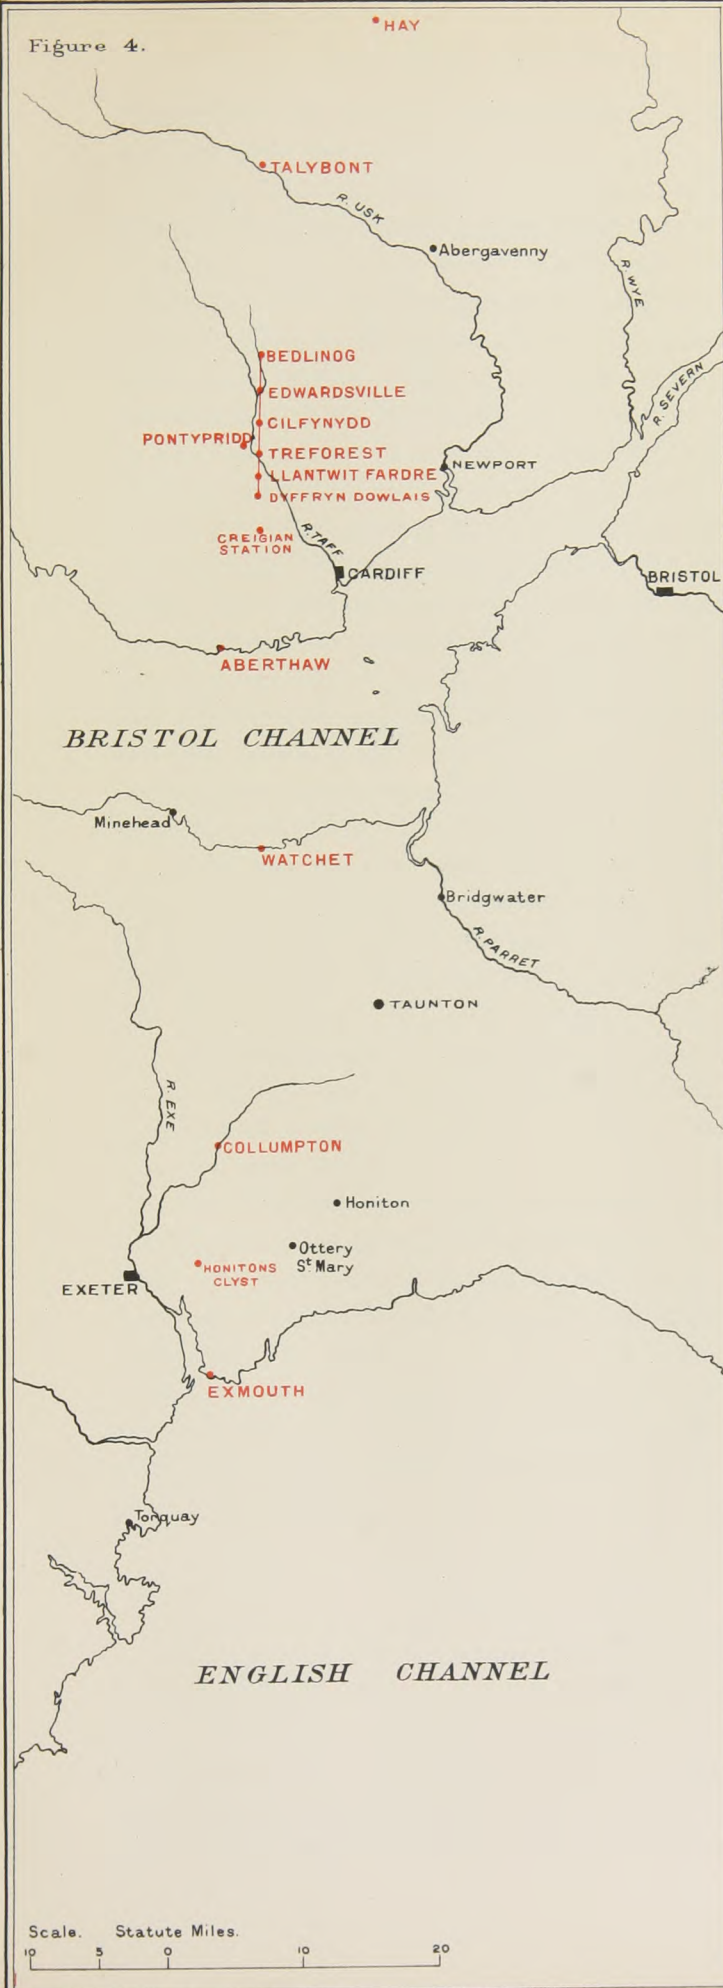 Figure 4.
HAY
TALYBONT
R. USK
Abergavenny
R. WYE
R. SEVERN
BEDLINOG
EDWARDSVILLE
CILFYNYDD
PONTYPRIDD
TREFOREST
LLANTWIT FARDRE
NEWPORT
DYFFRYN DOWLAIS
CREIGIAN
STATION
R. TAFF
CARDIFF
BRISTOL
ABERTHAW
BRISTOL CHANNEL
Minehead
WATCHET
Bridgwater
R. PARRET
TAUNTON
R. EXE
COLLUMPTON
Honiton
Ottery
St Mary
HONITONS
CLYST
EXETER
EXMOUTH
Torquay
ENGLISH CHANNEL
Scale. Statute Miles.
10 5 0 10 20